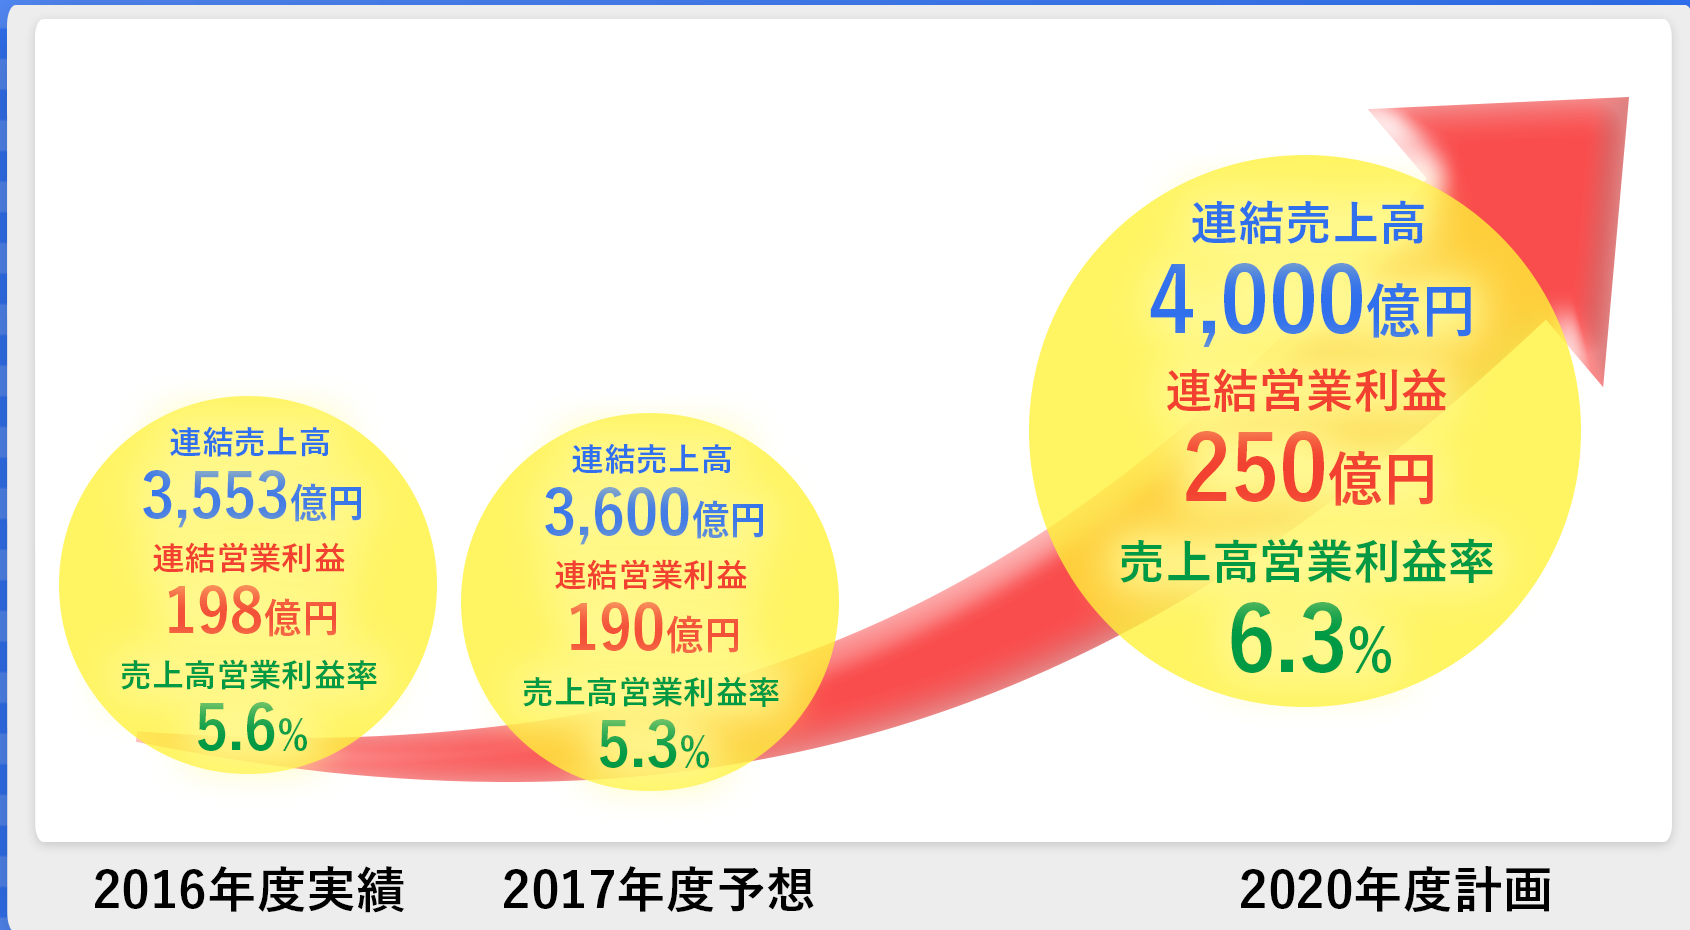 連結売上高
3,553億円
連結営業利益
198億円
売上高営業利益率
5.6%
2016年度実績
連結売上高
3,600億円
連結営業利益
190億円
売上高営業利益率
5.3%
2017年度予想
連結売上高
4,000億円
連結営業利益
250億円
売上高営業利益率
6.3%
2020年度計画